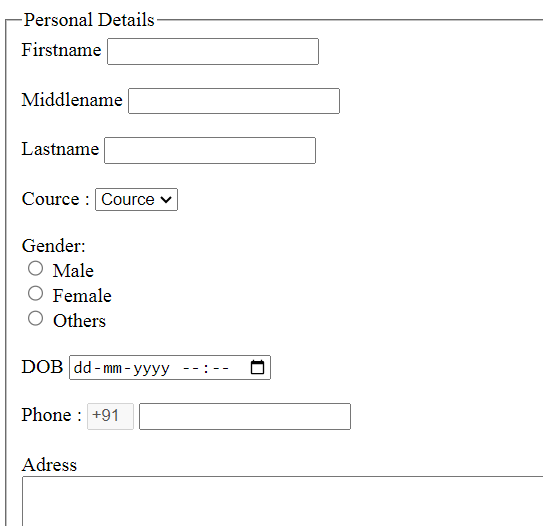 Personal Details
Firstname
Middlename
Lastname
Cource : Cource
Gender:
Male
Female
Others
DOB dd-mm-yyyy --:--
Phone : +91
Adress